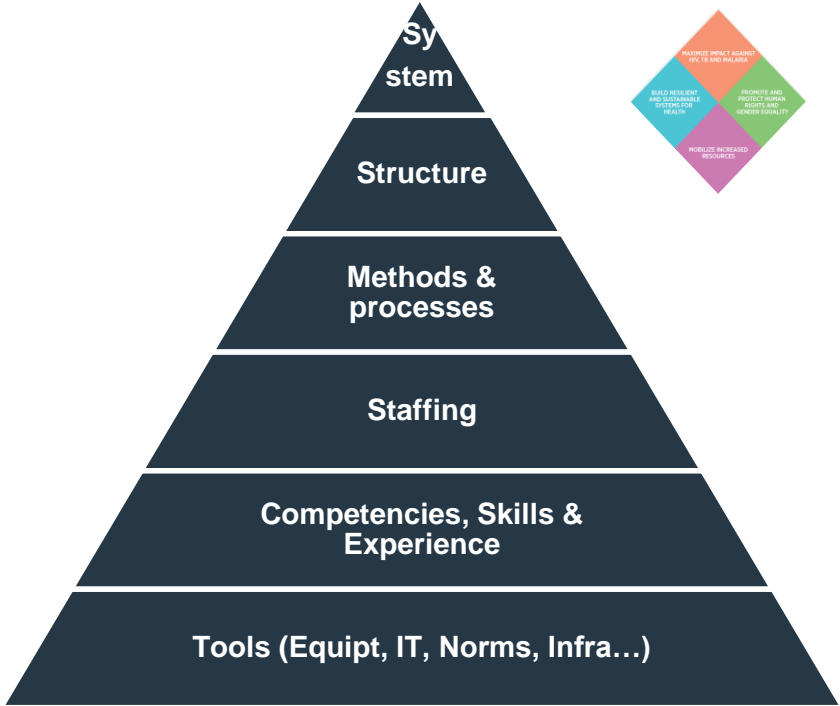 Sy
stem
Structure
Methods &
processes
Staffing
Competencies, Skills &
Experience
Tools (Equipt, IT, Norms, Infra…)
MAXIMIZE IMPACT AGAINST
HIV, TB AND MALARIA
BUILD RESILIENT
AND SUSTAINABLE
SYSTEMS FOR
HEALTH
PROMOTE AND
PROTECT HUMAN
RIGHTS AND
GENDER EQUALITY
MOBILIZE INCREASED
RESOURCES